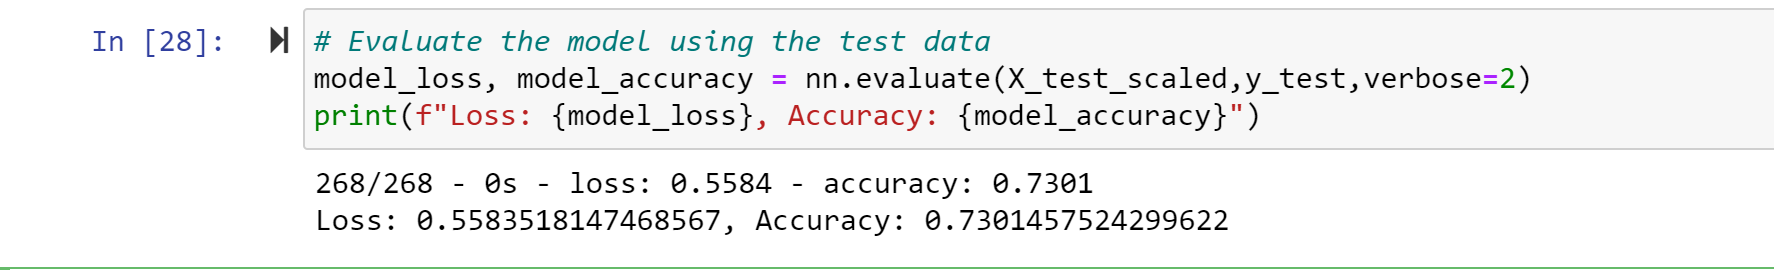 In [28]:
# Evaluate the model using the test data
model_loss, model_accuracy = nn.evaluate(X_test_scaled,y_test,verbose=2)
print(f"Loss: {model_loss}, Accuracy: {model_accuracy}")
268/268 - 0s - loss: 0.5584 - accuracy: 0.7301
Loss: 0.5583518147468567, Accuracy: 0.7301457524299622